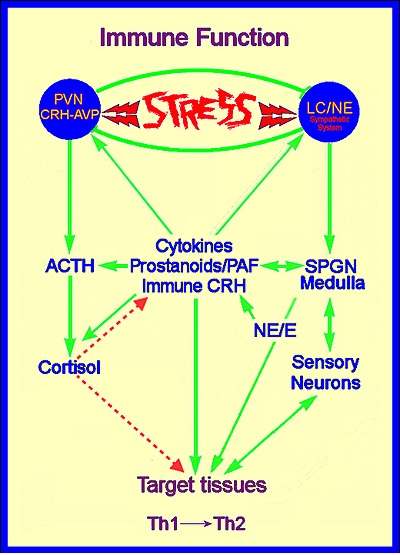 Immune Function
PVN
CRH-AVP
STRESS
LC/NE
Sympathetic
System
Cytokines
ACTH
Prostanoids/PAF
SPGN
Immune CRH
Medulla
NE/E
Cortisol
Sensory
Neurons
Target tissues
Th1 → Th2